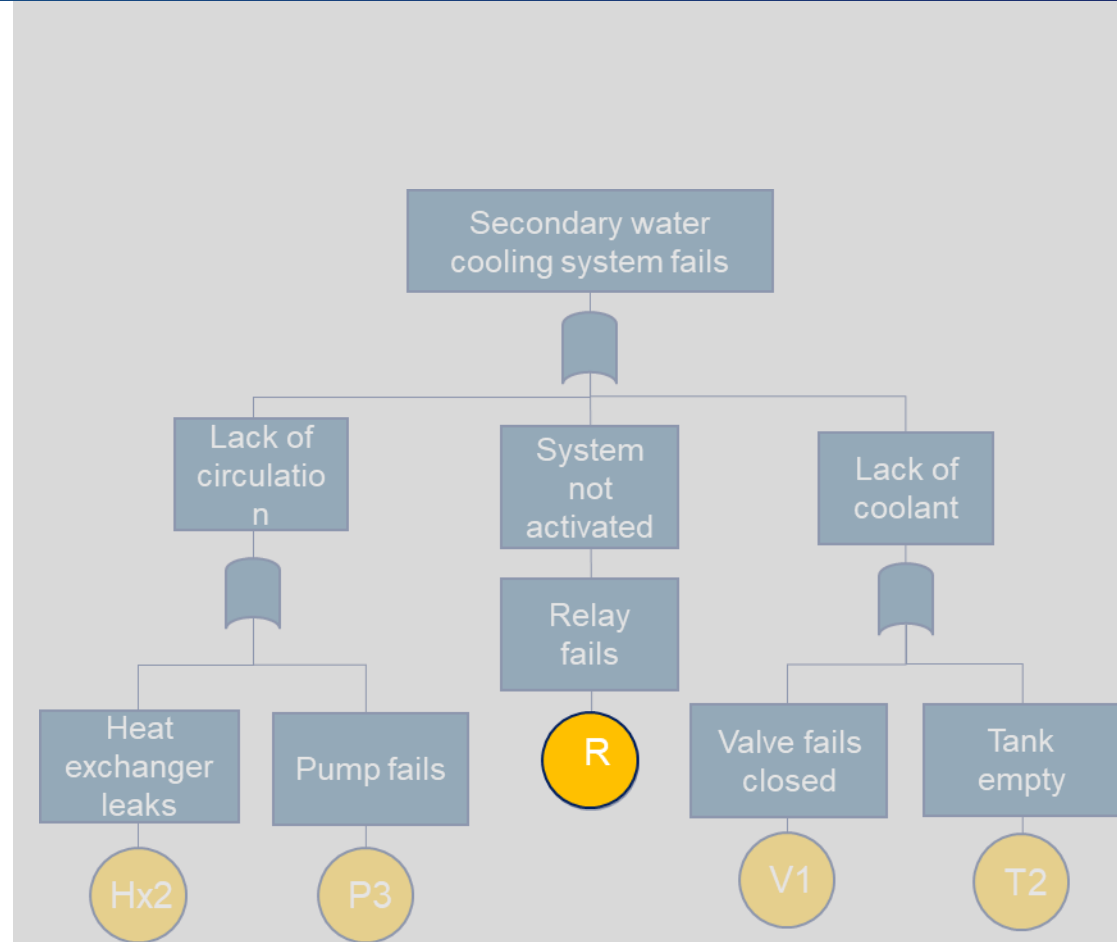 Secondary water
cooling system fails
Lack of
circulatio
n
System
not
activated
Lack of
coolant
Relay
fails
Heat
exchanger
leaks
Pump fails
R
Valve fails
closed
Tank
empty
Hx2
P3
V1
T2